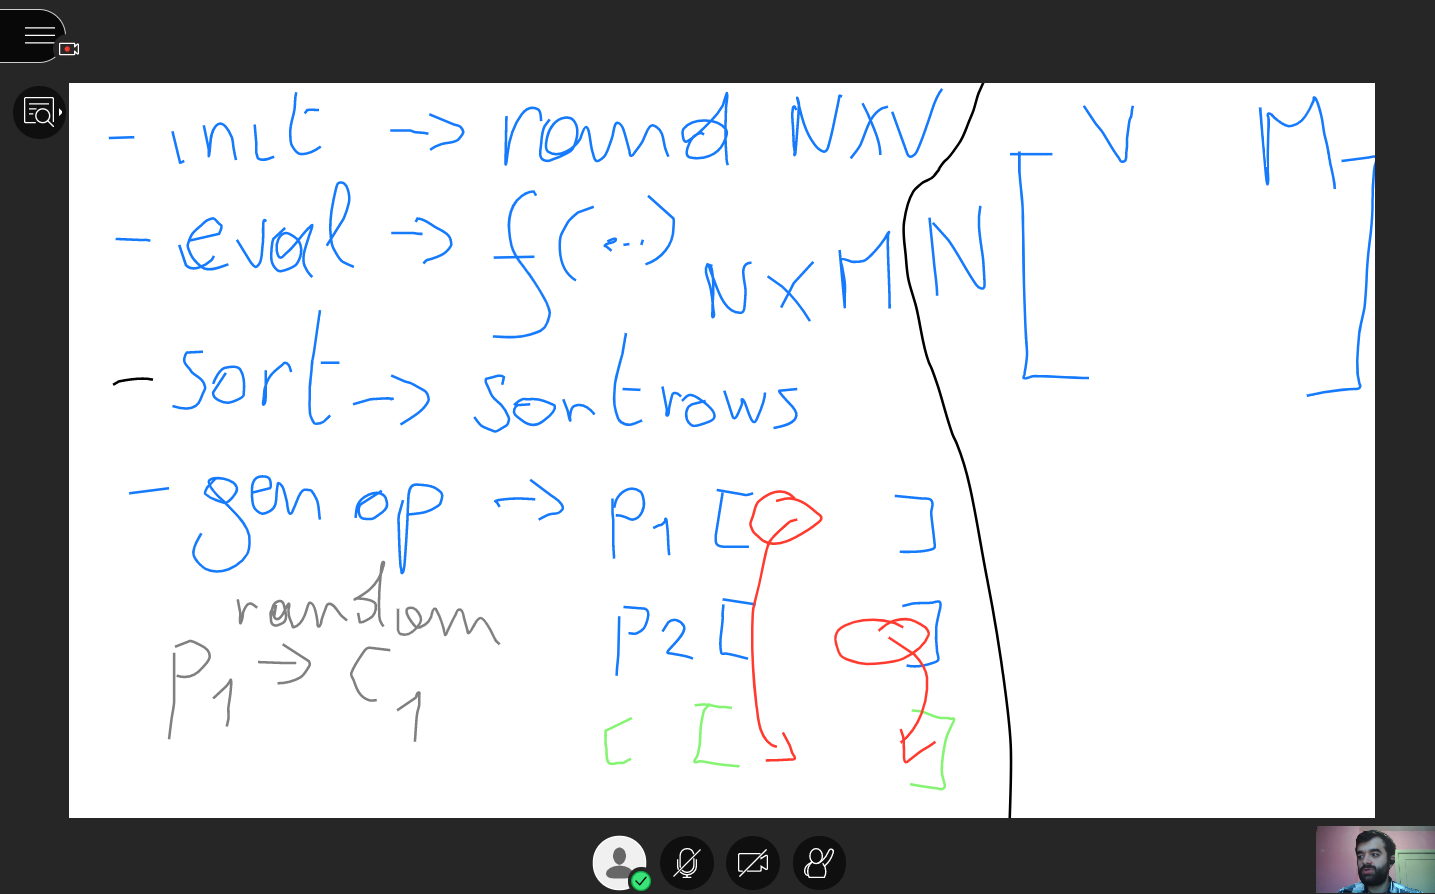 - init → rand NXV
- eval → f(...) NXM
- sort → sortrows
- gen op → P1 [ ]
P2 [ ]
C [ ]
random
P1 → C1
V M
N [ ]